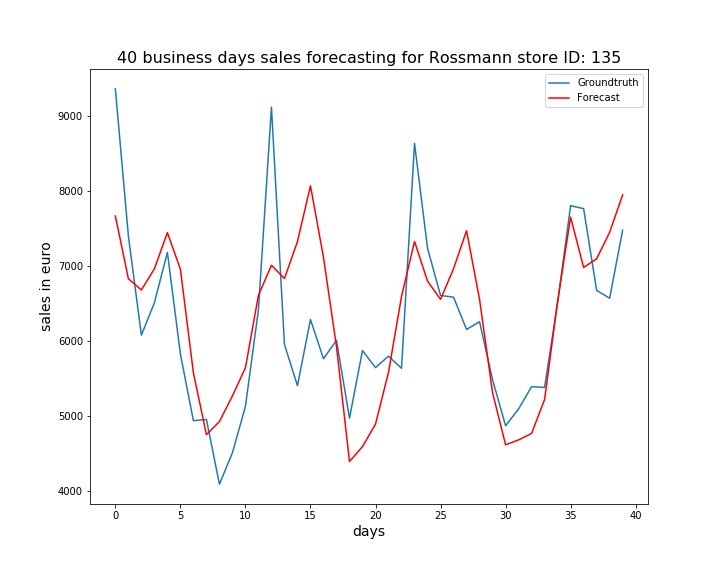 40 business days sales forecasting for Rossmann store ID: 135
Groundtruth
Forecast
9000
8000
7000
6000
5000
4000
sales in euro
0 5 10 15 20 25 30 35 40
days